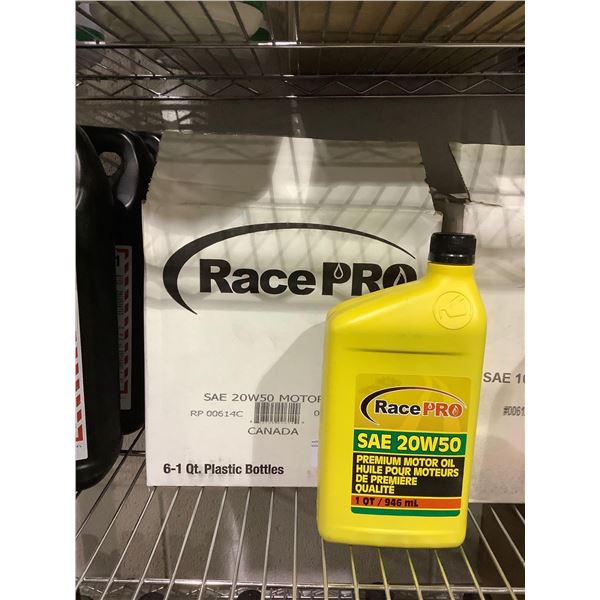 RacePRO
SAE 20W50 MOTOR
RP 00614C
CANADA
6-1 Qt. Plastic Bottles
SAE 10
RacePRO
SAE 20W50
PREMIUM MOTOR OIL
HUILE POUR MOTEURS
DE PREMIÈRE
QUALITÉ
1 QT / 946 mL